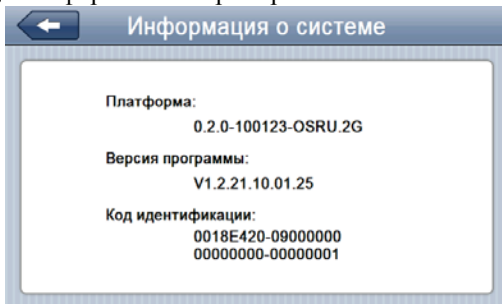 Информация о системе
Платформа:
0.2.0-100123-OSRU.2G
Версия программы:
V1.2.21.10.01.25
Код идентификации:
0018E420-09000000
00000000-00000001